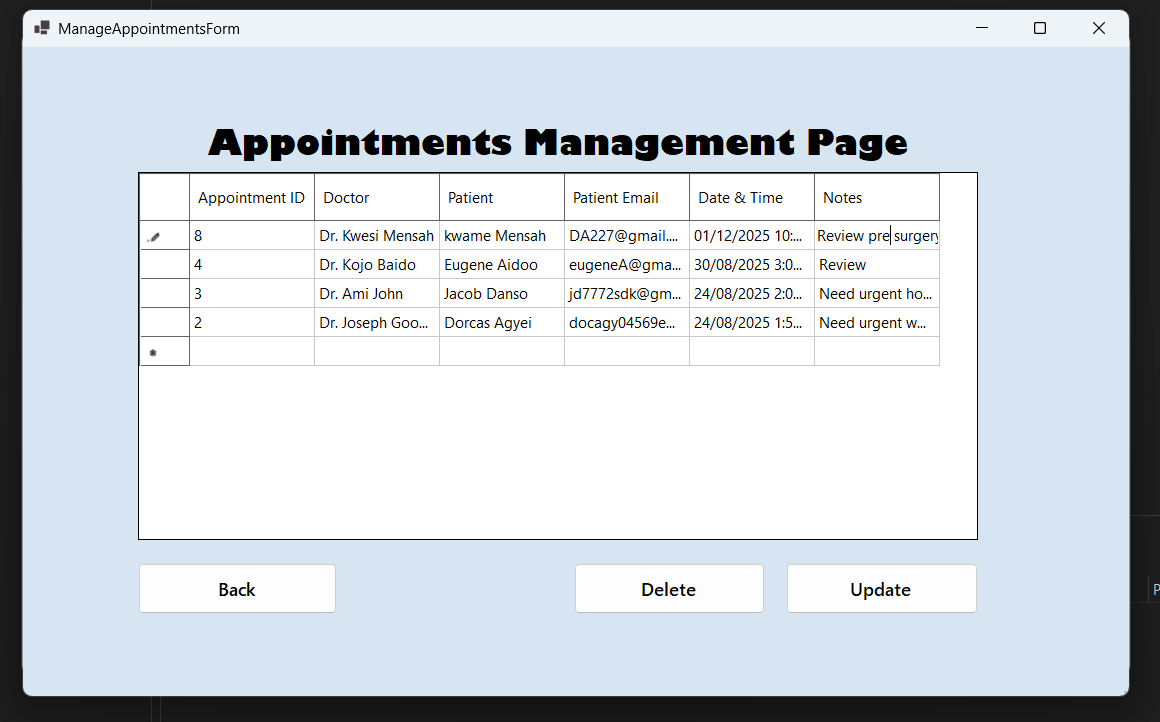 ManageAppointmentsForm
Appointments Management Page
Appointment ID Doctor Patient Patient Email Date & Time Notes
8 Dr. Kwesi Mensah kwame Mensah DA227@gmail.... 01/12/2025 10:... Review pre surgery
4 Dr. Kojo Baido Eugene Aidoo eugeneA@gma... 30/08/2025 3:0... Review
3 Dr. Ami John Jacob Danso jd7772sdk@gm... 24/08/2025 2:0... Need urgent ho...
2 Dr. Joseph Goo... Dorcas Agyei docagy04569e... 24/08/2025 1:5... Need urgent w...
Back Delete Update
P